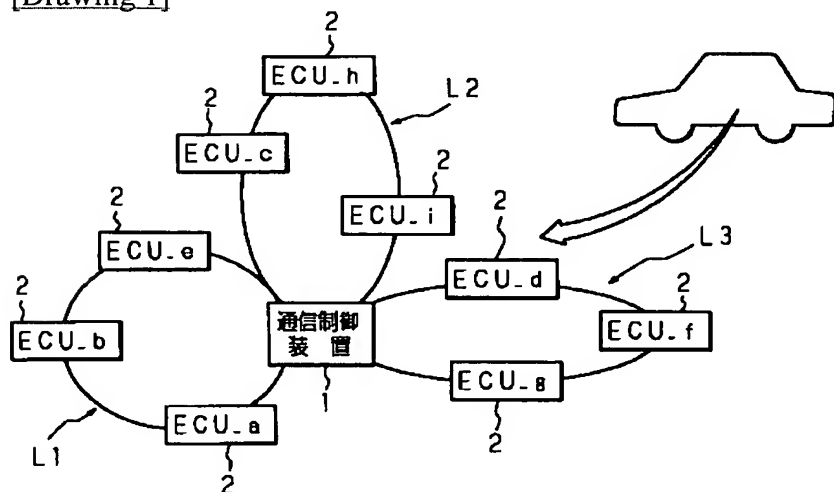 [Drawing 1]
2
ECU_h
L2
2
ECU_c
2
ECU_i
2
ECU_e
2
ECU_d
L3
2
ECU_b
通信制御
装置
1
2
ECU_f
ECU_g
2
L1
ECU_a
2